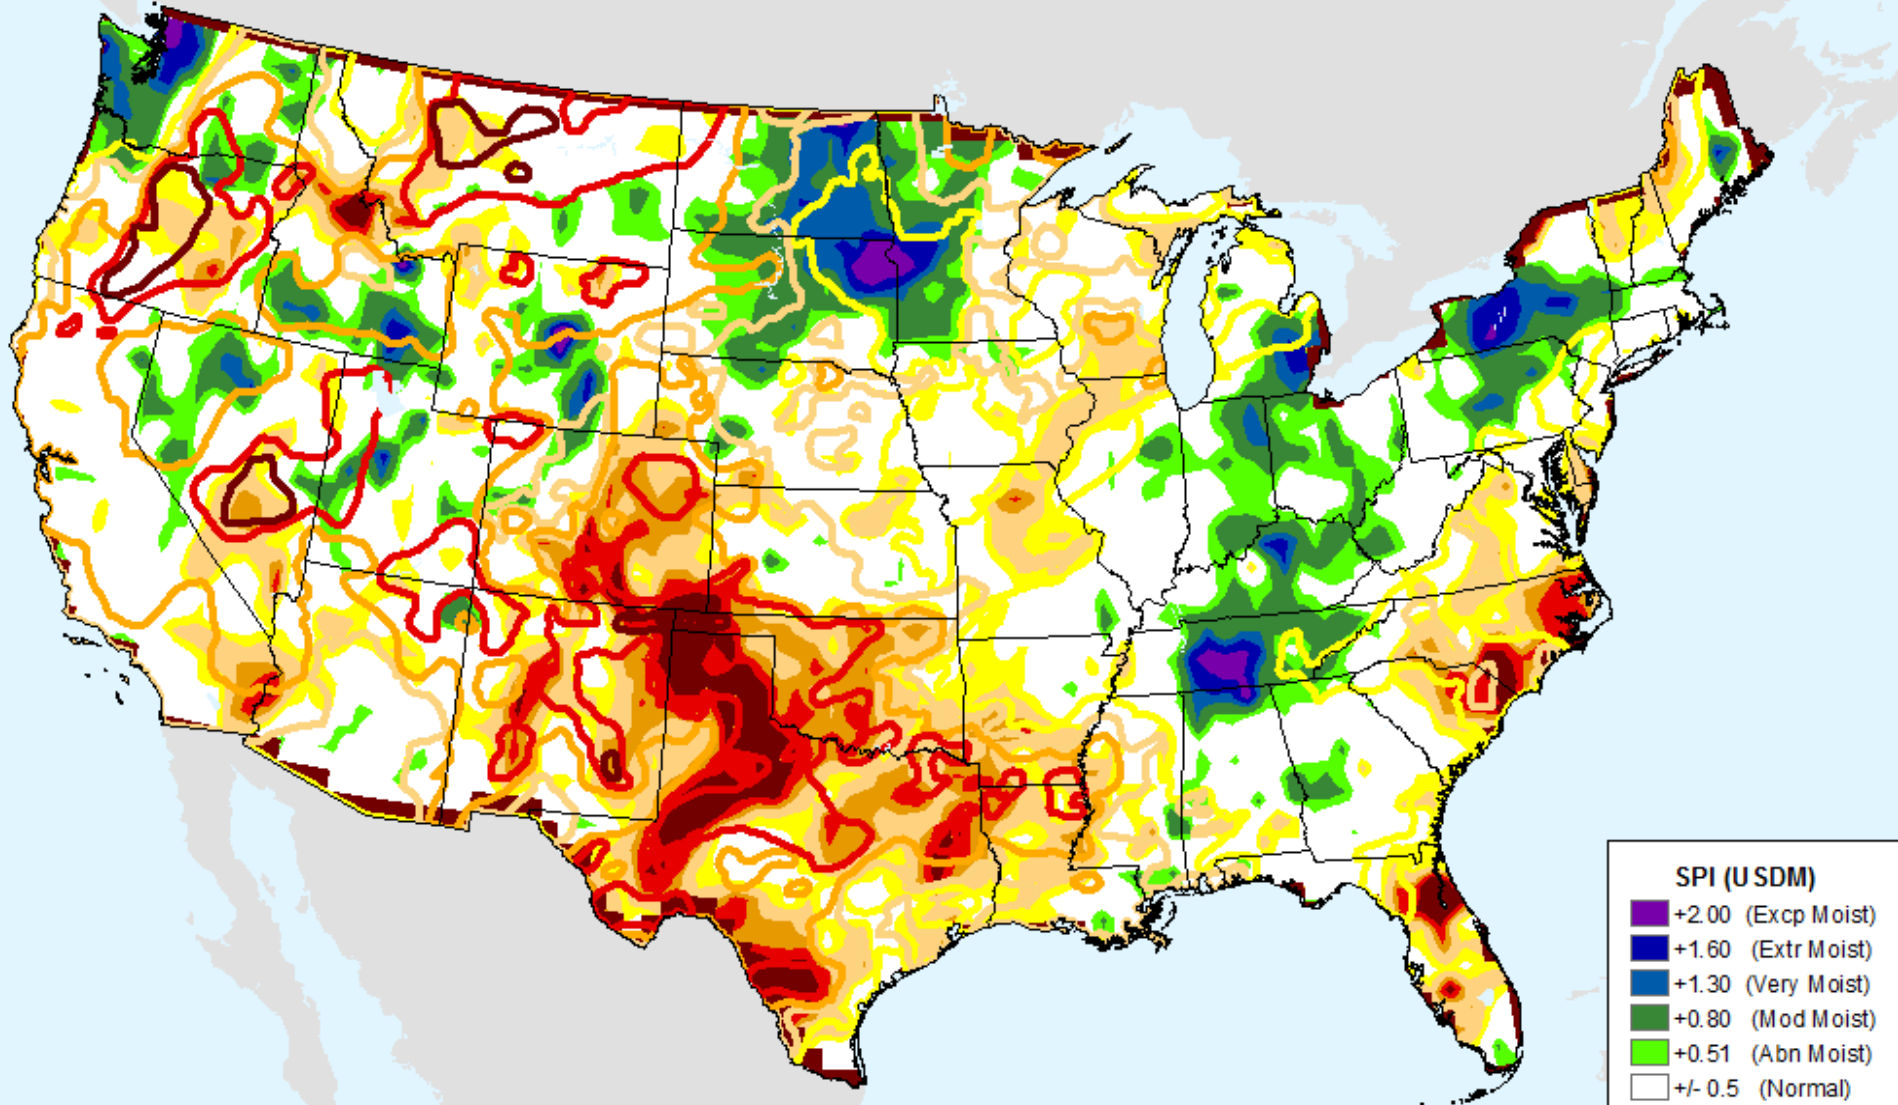 SPI (USDM)
+2.00 (Excp Moist)
+1.60 (Extr Moist)
+1.30 (Very Moist)
+0.80 (Mod Moist)
+0.51 (Abn Moist)
+/- 0.5 (Normal)